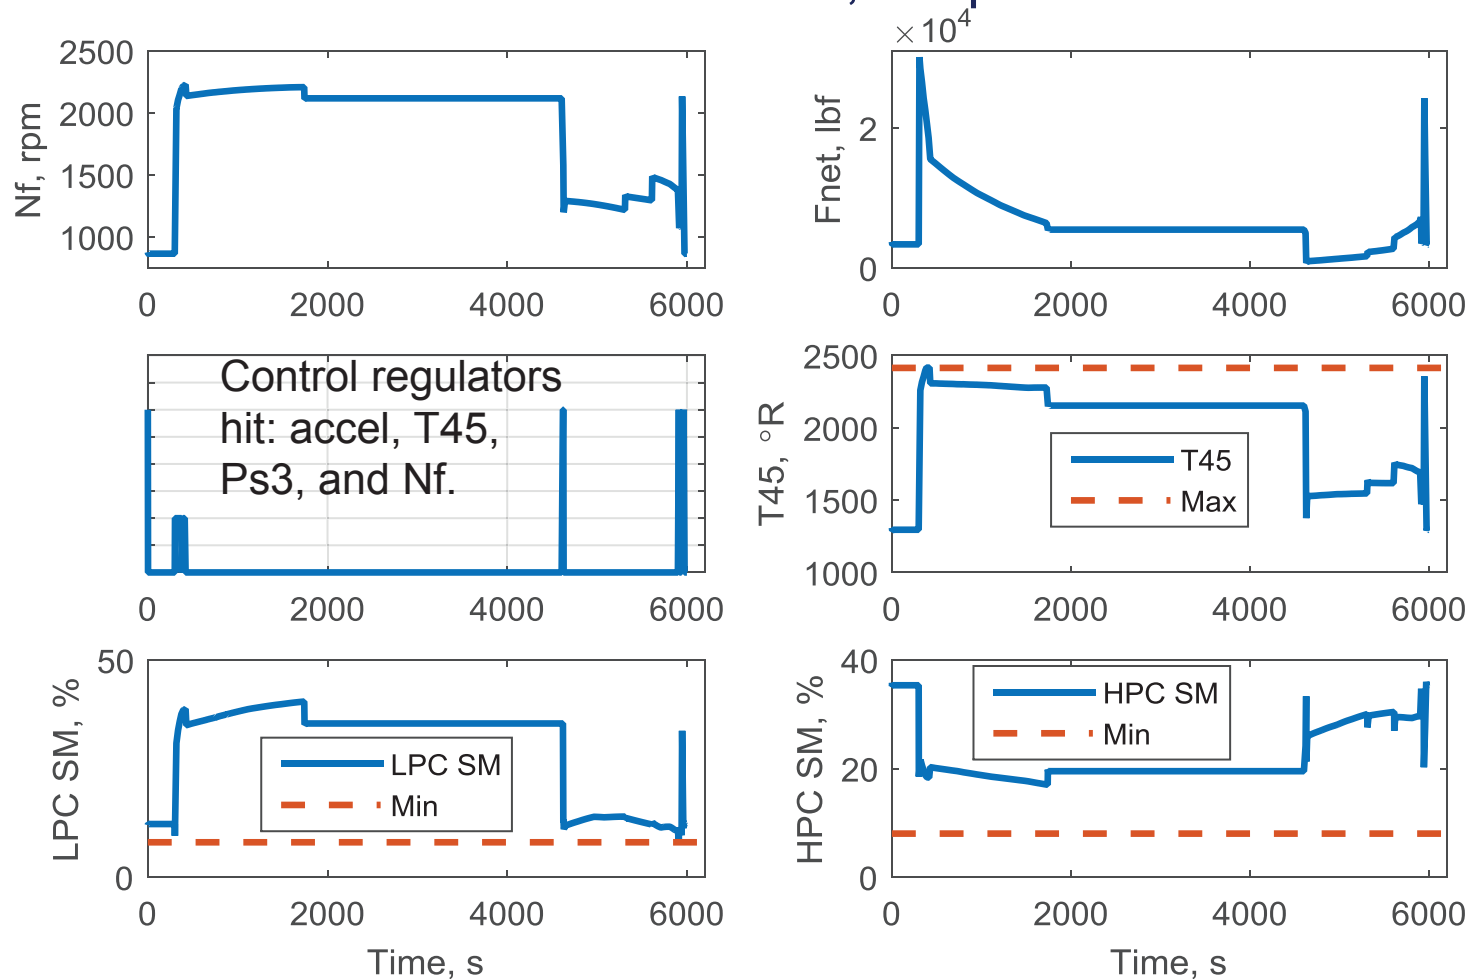 ×10⁴
2500
2000
1500
1000
Nf, rpm
0 2000 4000 6000
2
0
Fnet, lbf
0 2000 4000 6000
Control regulators
hit: accel, T45,
Ps3, and Nf.
0 2000 4000 6000
2500
2000
1500
1000
T45, °R
T45
Max
0 2000 4000 6000
50
0
LPC SM, %
LPC SM
Min
0 2000 4000 6000
Time, s
40
20
0
HPC SM, %
HPC SM
Min
0 2000 4000 6000
Time, s